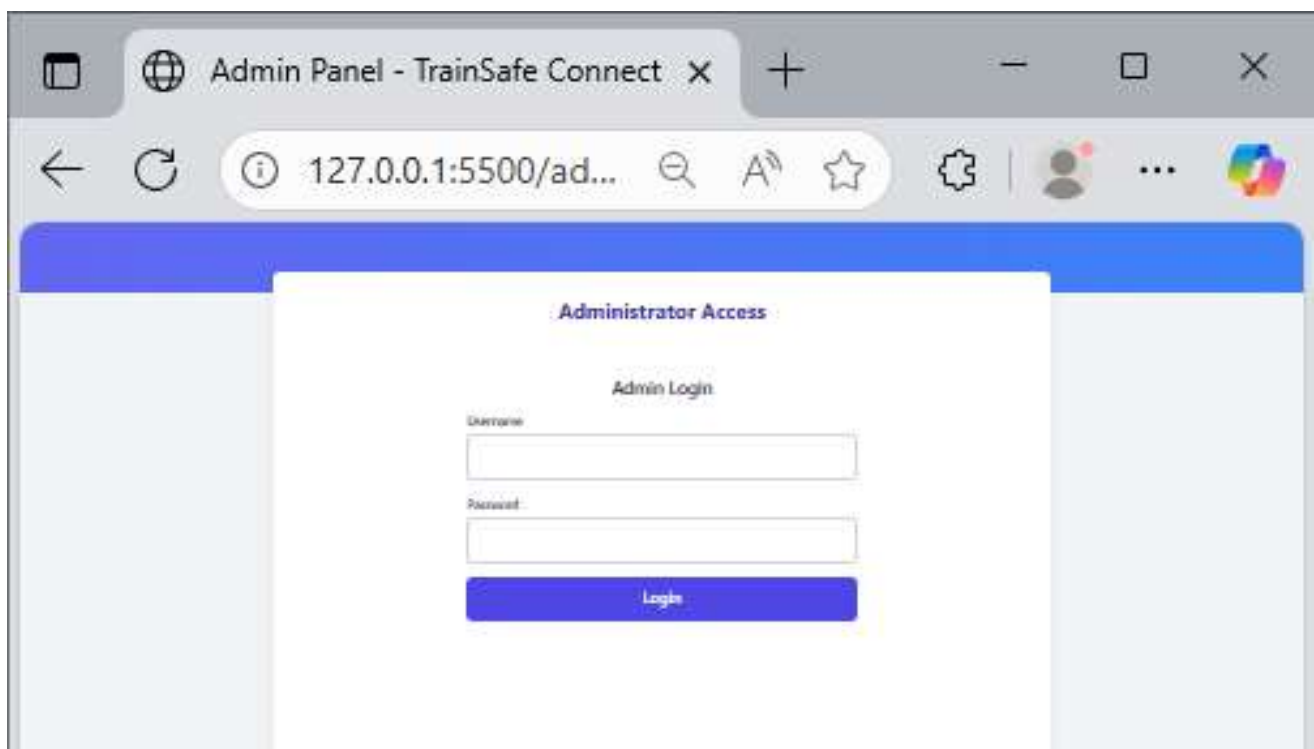 Admin Panel - TrainSafe Connect
127.0.0.1:5500/ad...
Administrator Access
Admin Login
Username
Password
Login